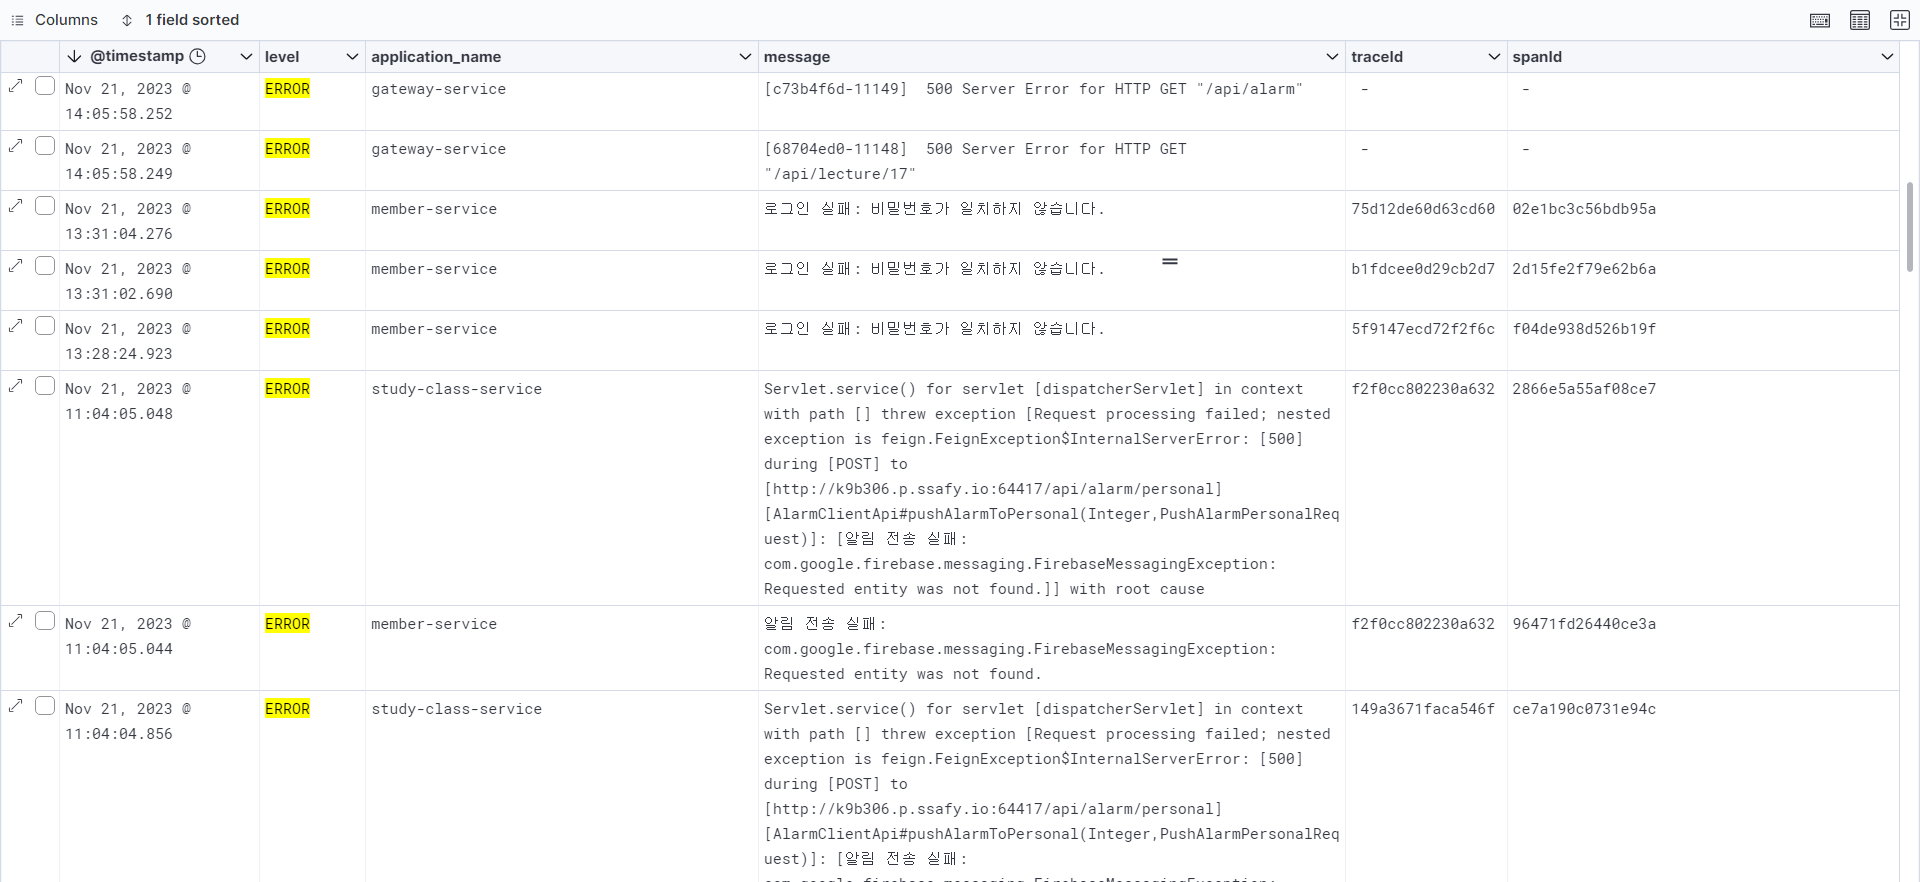 Columns 1 field sorted
@timestamp level application_name message traceId spanId
Nov 21, 2023 @ ERROR gateway-service [c73b4f6d-11149]  500 Server Error for HTTP GET "/api/alarm" - -
14:05:58.252
Nov 21, 2023 @ ERROR gateway-service [68704ed0-11148]  500 Server Error for HTTP GET - -
14:05:58.249 "/api/lecture/17"
Nov 21, 2023 @ ERROR member-service 로그인 실패: 비밀번호가 일치하지 않습니다. 75d12de60d63cd60 02e1bc3c56bdb95a
13:31:04.276
Nov 21, 2023 @ ERROR member-service 로그인 실패: 비밀번호가 일치하지 않습니다. b1fdcee0d29cb2d7 2d15fe2f79e62b6a
13:31:02.690
Nov 21, 2023 @ ERROR member-service 로그인 실패: 비밀번호가 일치하지 않습니다. 5f9147ecd72f2f6c f04de938d526b19f
13:28:24.923
Nov 21, 2023 @ ERROR study-class-service Servlet.service() for servlet [dispatcherServlet] in context f2f0cc802230a632 2866e5a55af08ce7
11:04:05.048 with path [] threw exception [Request processing failed; nested
exception is feign.FeignException$InternalServerError: [500]
during [POST] to
[http://k9b306.p.ssafy.io:64417/api/alarm/personal]
[AlarmClientApi#pushAlarmToPersonal(Integer,PushAlarmPersonalReq
uest)]: [알림 전송 실패:
com.google.firebase.messaging.FirebaseMessagingException:
Requested entity was not found.]] with root cause
Nov 21, 2023 @ ERROR member-service 알림 전송 실패: f2f0cc802230a632 96471fd26440ce3a
11:04:05.044 com.google.firebase.messaging.FirebaseMessagingException:
Requested entity was not found.
Nov 21, 2023 @ ERROR study-class-service Servlet.service() for servlet [dispatcherServlet] in context 149a3671faca546f ce7a190c0731e94c
11:04:04.856 with path [] threw exception [Request processing failed; nested
exception is feign.FeignException$InternalServerError: [500]
during [POST] to
[http://k9b306.p.ssafy.io:64417/api/alarm/personal]
[AlarmClientApi#pushAlarmToPersonal(Integer,PushAlarmPersonalReq
uest)]: [알림 전송 실패: